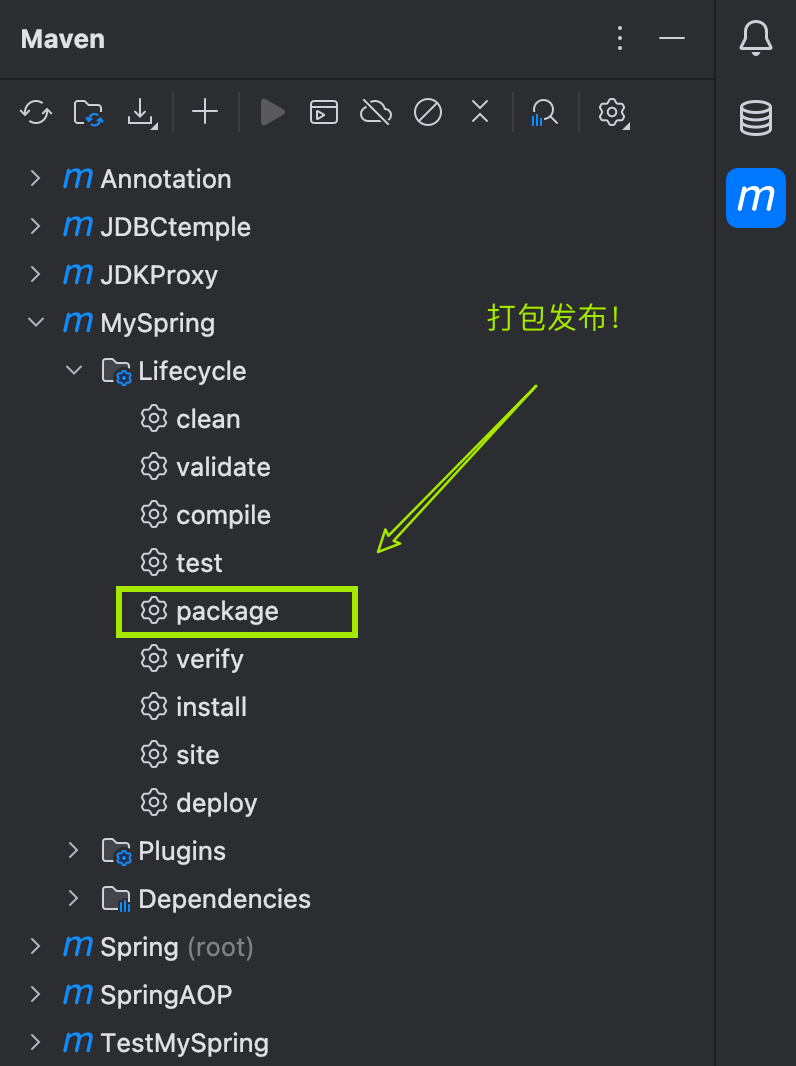 Maven
m Annotation
m JDBCtemple
m JDKProxy
m MySpring
打包发布！
Lifecycle
clean
validate
compile
test
package
verify
install
site
deploy
Plugins
Dependencies
m Spring (root)
m SpringAOP
m TestMySpring
m